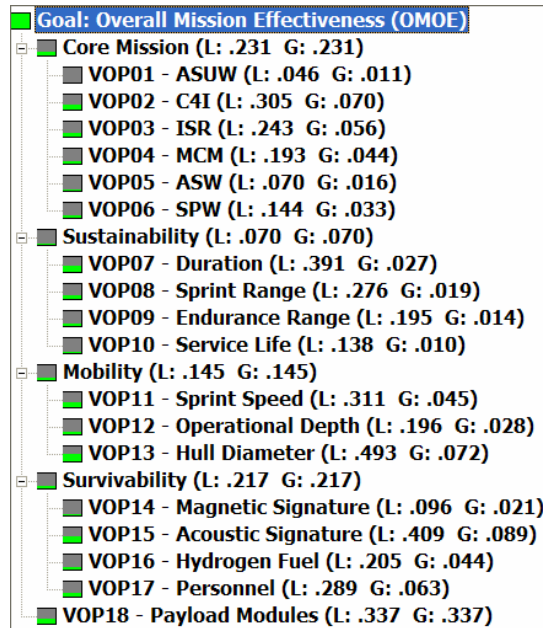 Goal: Overall Mission Effectiveness (OMOE)
Core Mission (L: .231 G: .231)
VOP01 - ASUW (L: .046 G: .011)
VOP02 - C4I (L: .305 G: .070)
VOP03 - ISR (L: .243 G: .056)
VOP04 - MCM (L: .193 G: .044)
VOP05 - ASW (L: .070 G: .016)
VOP06 - SPW (L: .144 G: .033)
Sustainability (L: .070 G: .070)
VOP07 - Duration (L: .391 G: .027)
VOP08 - Sprint Range (L: .276 G: .019)
VOP09 - Endurance Range (L: .195 G: .014)
VOP10 - Service Life (L: .138 G: .010)
Mobility (L: .145 G: .145)
VOP11 - Sprint Speed (L: .311 G: .045)
VOP12 - Operational Depth (L: .196 G: .028)
VOP13 - Hull Diameter (L: .493 G: .072)
Survivability (L: .217 G: .217)
VOP14 - Magnetic Signature (L: .096 G: .021)
VOP15 - Acoustic Signature (L: .409 G: .089)
VOP16 - Hydrogen Fuel (L: .205 G: .044)
VOP17 - Personnel (L: .289 G: .063)
VOP18 - Payload Modules (L: .337 G: .337)